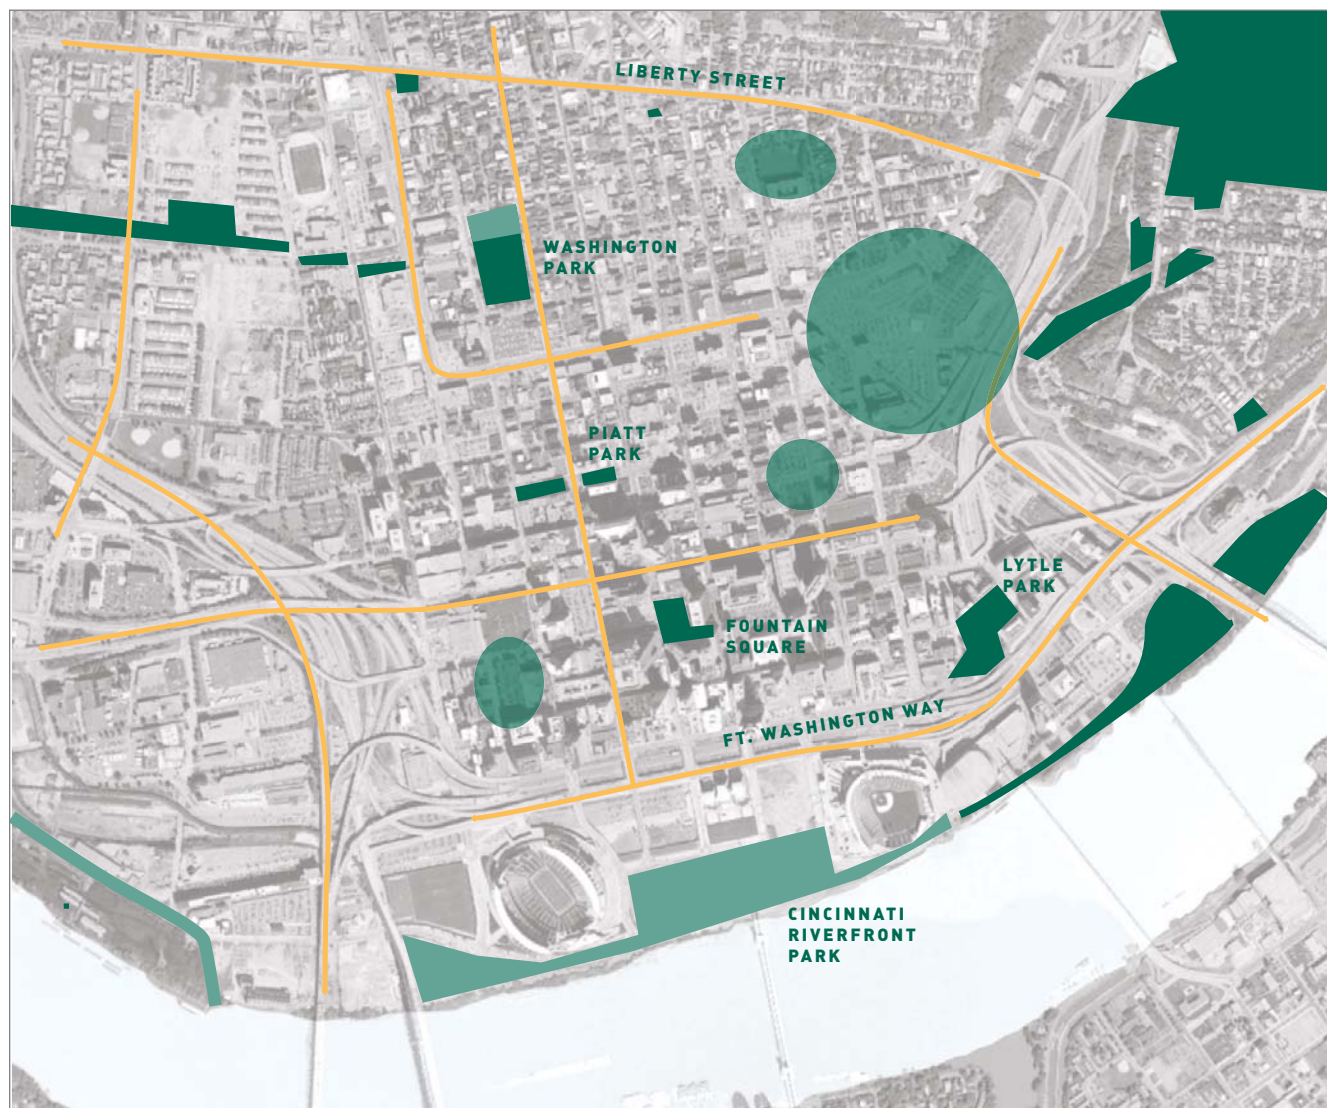 LIBERTY STREET
WASHINGTON
PARK
PIATT
PARK
LYTLE
PARK
FOUNTAIN
SQUARE
FT. WASHINGTON WAY
CINCINNATI
RIVERFRONT
PARK